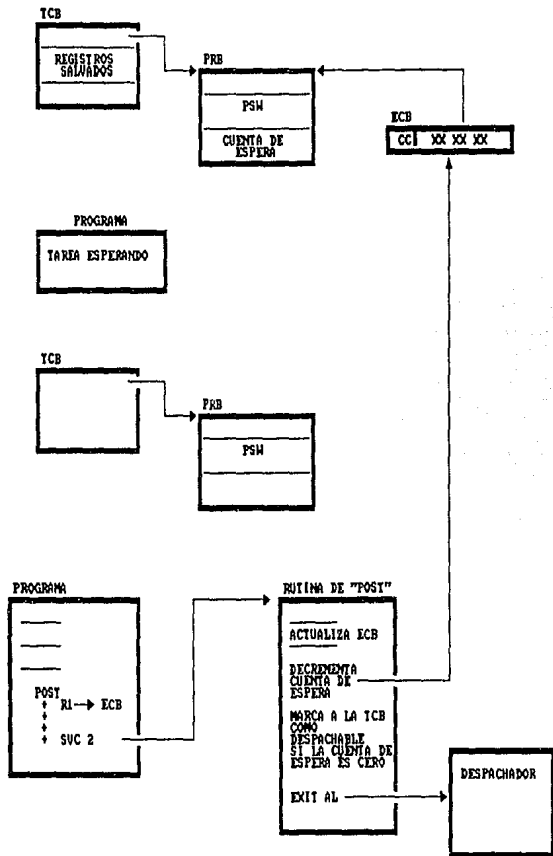 TCB
REGISTROS
SALVADOS
PRB
PSW
CUENTA DE
ESPERA
ECB
CC XX XX XX
PROGRAMA
TAREA ESPERANDO
TCB
PRB
PSW
PROGRAMA
POST
+ R1 → ECB
+
+
+ SVC 2
RUTINA DE "POST"
ACTUALIZA ECB
DECREMENTA
CUENTA DE
ESPERA
MARCA A LA TCB
COMO
DESPACHABLE
SI LA CUENTA DE
ESPERA ES CERO
EXIT AL
DESPACHADOR